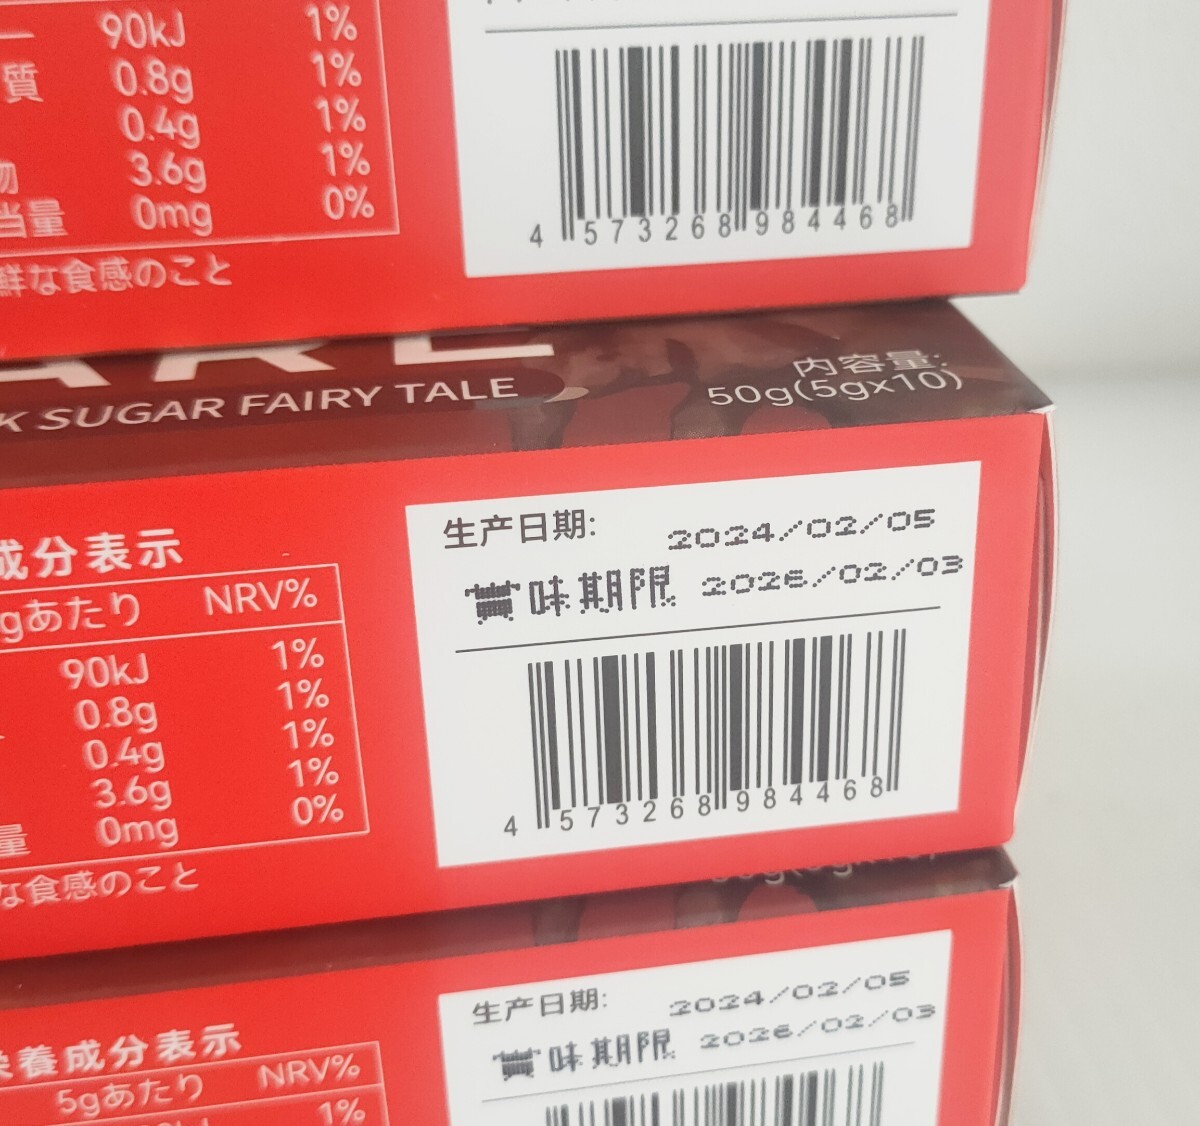 90kJ 1%
質 0.8g 1%
0.4g 1%
物 3.6g 1%
当量 0mg 0%
鮮な食感のこと
4 573268 984468
SUGAR FAIRY TALE
内容量:
50g(5gx10)
成分表示
gあたり NRV%
90kJ 1%
0.8g 1%
0.4g 1%
3.6g 1%
量 0mg 0%
な食感のこと
生产日期: 2024/02/05
賞味期限 2026/02/03
4 573268 984468
栄養成分表示
5gあたり NRV%
1%
生产日期: 2024/02/05
賞味期限 2026/02/03